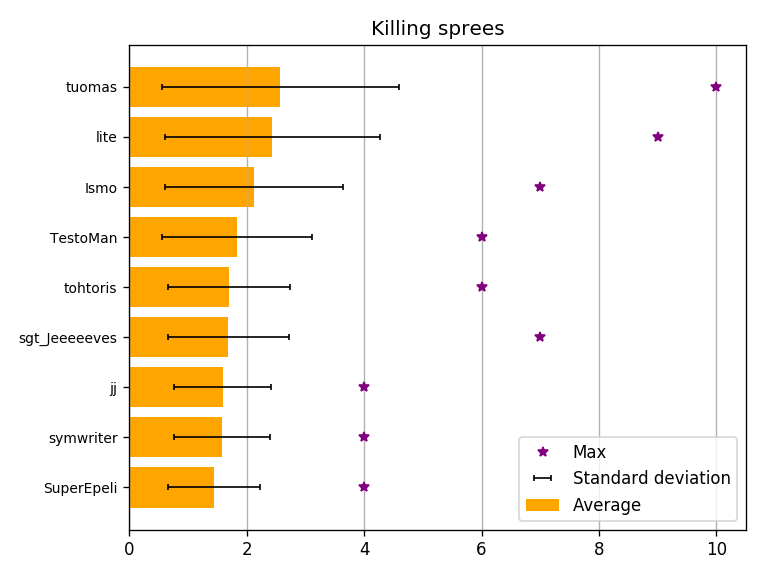 Killing sprees
tuomas
lite
Ismo
TestoMan
tohtoris
sgt_Jeeeeeves
jj
symwriter
SuperEpeli
Max
Standard deviation
Average
0 2 4 6 8 10